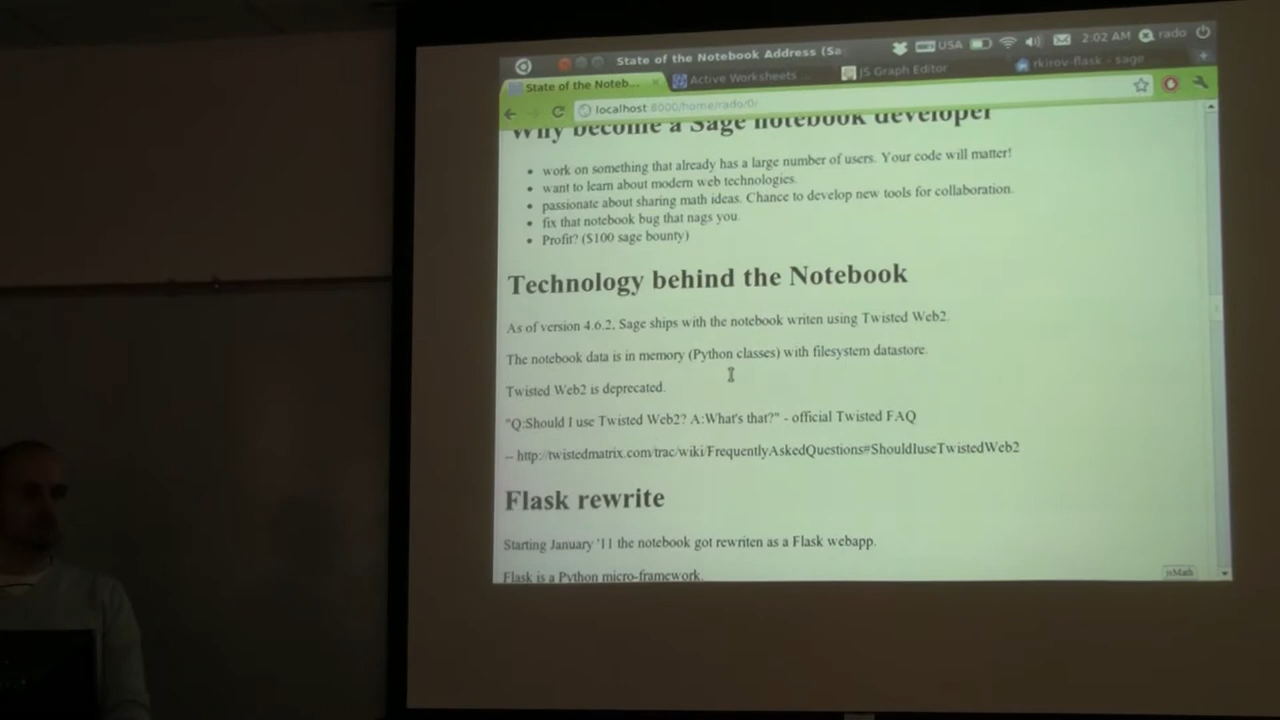 State of the Notebook Address (Sa
USA 2:02 AM rado
State of the Noteb... Active Worksheets ... JS Graph Editor rkirov-flask - sage
localhost:8000/home/rado/0/
Why become a Sage notebook developer
work on something that already has a large number of users. Your code will matter!
want to learn about modern web technologies.
passionate about sharing math ideas. Chance to develop new tools for collaboration.
fix that notebook bug that nags you.
Profit? ($100 sage bounty)
Technology behind the Notebook
As of version 4.6.2, Sage ships with the notebook writen using Twisted Web2.
The notebook data is in memory (Python classes) with filesystem datastore.
Twisted Web2 is deprecated.
"Q:Should I use Twisted Web2? A:What's that?" - official Twisted FAQ
-- http://twistedmatrix.com/trac/wiki/FrequentlyAskedQuestions#ShouldIuseTwistedWeb2
Flask rewrite
Starting January '11 the notebook got rewriten as a Flask webapp.
Flask is a Python micro-framework.
jsMath